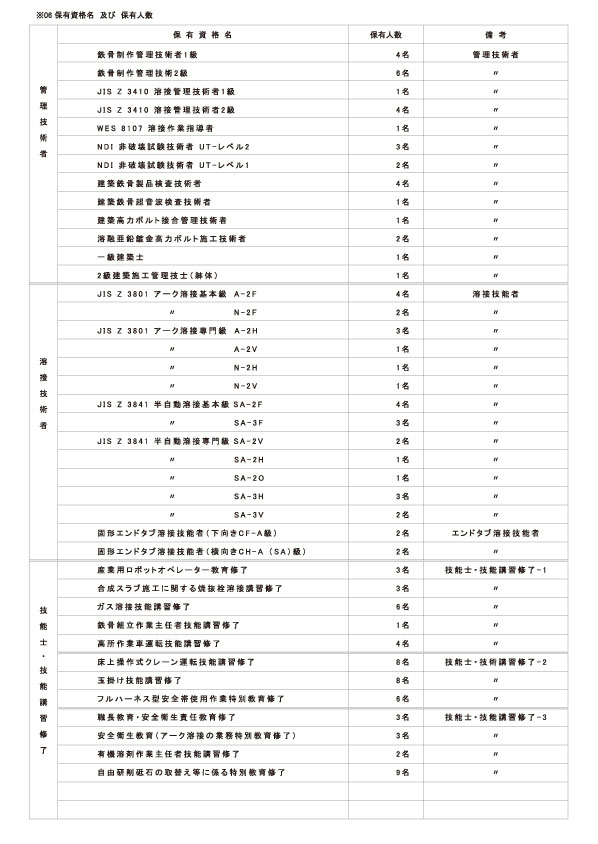 ※06 保有資格名 及び 保有人数
保有資格名 保有人数 備考
管理技術者
鉄骨制作管理技術者1級 4名 管理技術者
鉄骨制作管理技術2級 6名 〃
JIS Z 3410 溶接管理技術者1級 1名 〃
JIS Z 3410 溶接管理技術者2級 4名 〃
WES 8107 溶接作業指導者 1名 〃
NDI 非破壊試験技術者 UT-レベル2 3名 〃
NDI 非破壊試験技術者 UT-レベル1 2名 〃
建築鉄骨製品検査技術者 4名 〃
建築鉄骨超音波検査技術者 1名 〃
建築高力ボルト接合管理技術者 1名 〃
溶融亜鉛鍍金高力ボルト施工技術者 2名 〃
一級建築士 1名 〃
2級建築施工管理技士（躯体） 1名 〃
溶接技術者
JIS Z 3801 アーク溶接基本級 A-2F 4名 溶接技能者
〃 N-2F 2名 〃
JIS Z 3801 アーク溶接専門級 A-2H 3名 〃
〃 A-2V 1名 〃
〃 N-2H 1名 〃
〃 N-2V 1名 〃
JIS Z 3841 半自動溶接基本級 SA-2F 4名 〃
〃 SA-3F 3名 〃
JIS Z 3841 半自動溶接専門級 SA-2V 2名 〃
〃 SA-2H 1名 〃
〃 SA-2O 1名 〃
〃 SA-3H 3名 〃
〃 SA-3V 2名 〃
固形エンドタブ溶接技能者（下向きCF-A級） 2名 エンドタブ溶接技能者
固形エンドタブ溶接技能者（横向きCH-A（SA)級） 2名 〃
技能士・技能講習修了
産業用ロボットオペレーター教育修了 3名 技能士・技能講習修了-1
合成スラブ施工に関する焼抜栓溶接講習修了 3名 〃
ガス溶接技能講習修了 6名 〃
鉄骨組立作業主任者技能講習修了 1名 〃
高所作業車運転技能講習修了 4名 〃
床上操作式クレーン運転技能講習修了 8名 技能士・技術講習修了-2
玉掛け技能講習修了 8名 〃
フルハーネス型安全帯使用作業特別教育修了 6名 〃
職長教育・安全衛生責任教育修了 3名 技能士・技能講習修了-3
安全衛生教育（アーク溶接の業務特別教育修了） 3名 〃
有機溶剤作業主任者技能講習修了 2名 〃
自由研削砥石の取替え等に係る特別教育修了 9名 〃